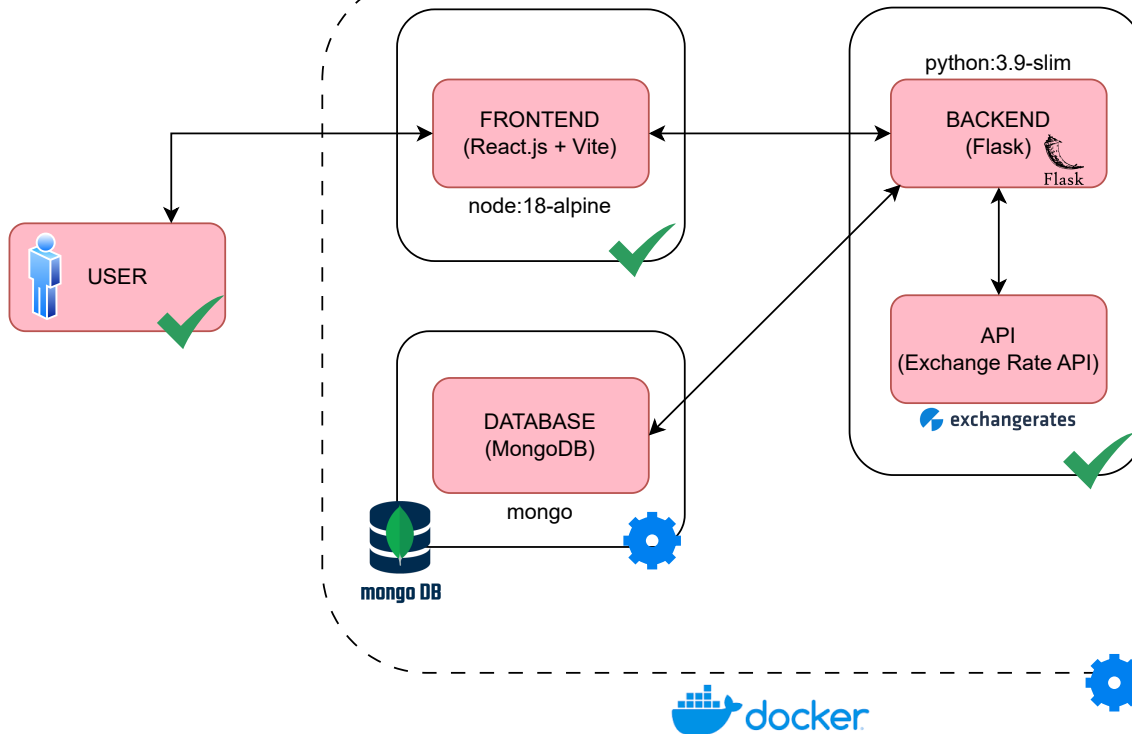 FRONTEND
(React.js + Vite)
node:18-alpine
python:3.9-slim
BACKEND
(Flask)
Flask
USER
API
(Exchange Rate API)
exchangerates
DATABASE
(MongoDB)
mongo
mongo DB
docker